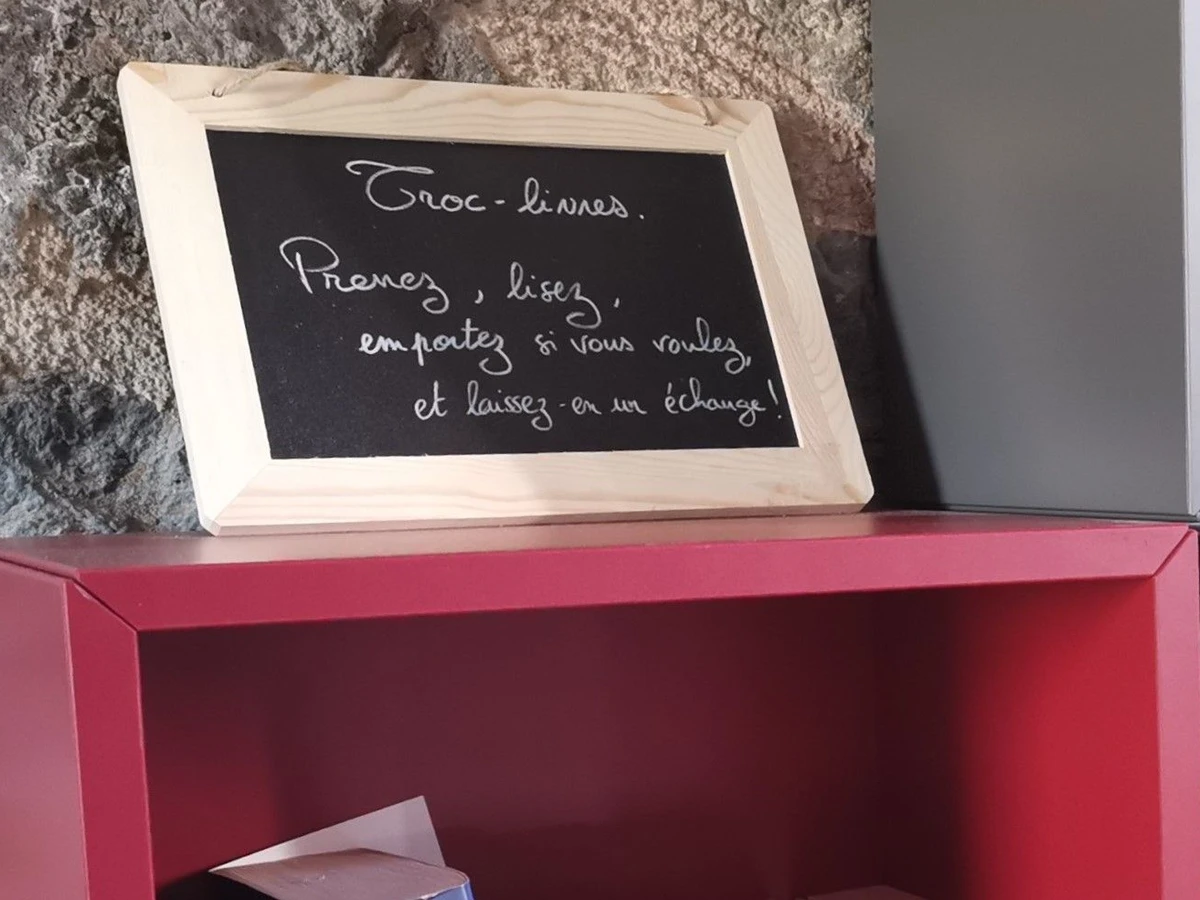 Troc-livres.
Prenez, lisez,
emportez si vous voulez,
et laissez-en un échange!